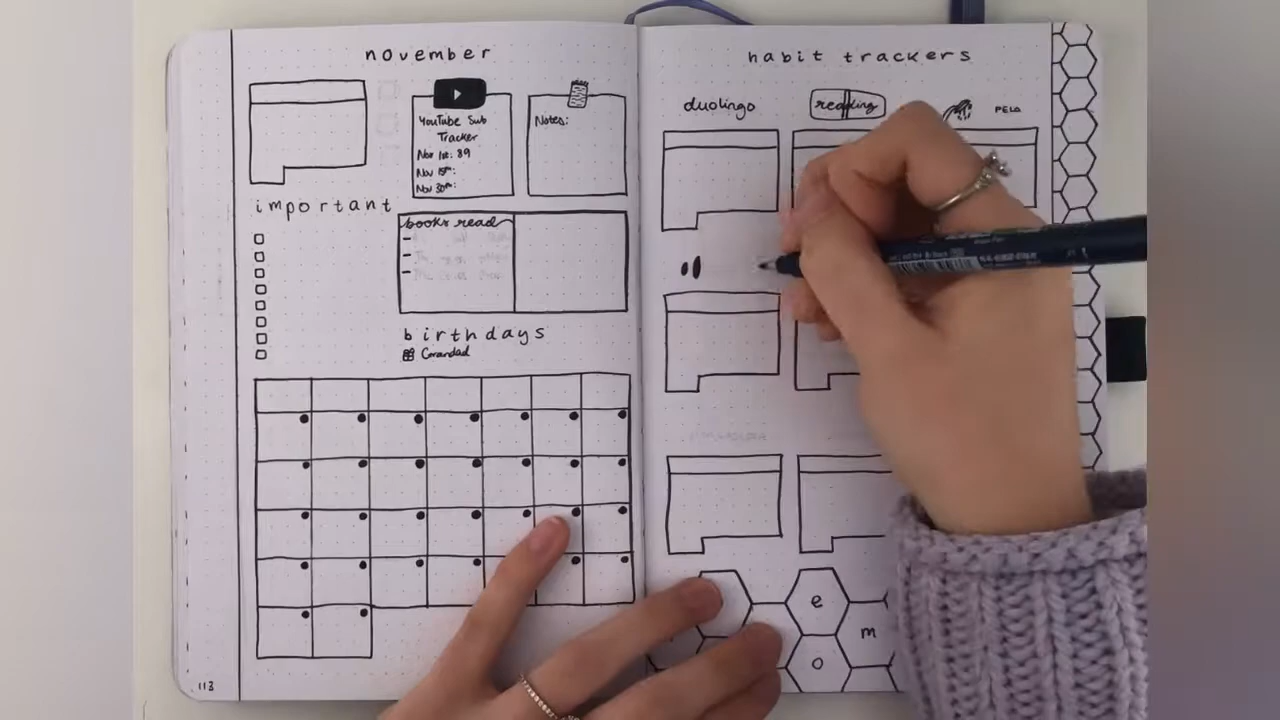 november
YouTube Sub
Tracker
Nov 1st: 89
Nov 15th:
Nov 30th:
Notes:
important
books read
birthdays
Grandad
113
habit trackers
duolingo
reading
PELA
e
m
o